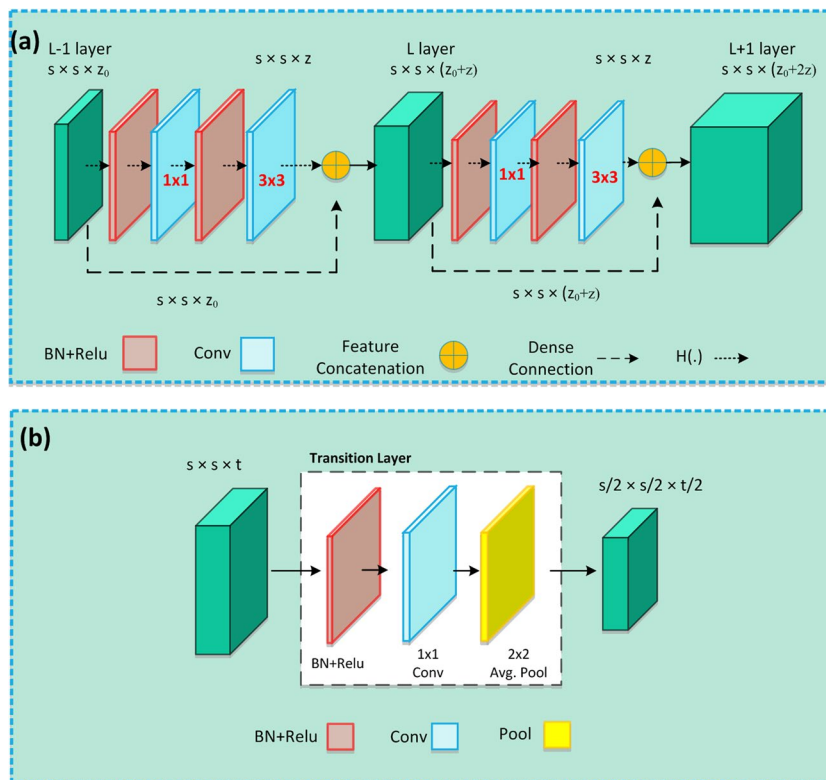 (a)
L-1 layer
s × s × z₀
s × s × z
L layer
s × s × (z₀+z)
s × s × z
L+1 layer
s × s × (z₀+2z)
1x1
3x3
1x1
3x3
s × s × z₀
s × s × (z₀+z)
BN+Relu
Conv
Feature
Concatenation
Dense
Connection
H(.)
(b)
s × s × t
Transition Layer
s/2 × s/2 × t/2
BN+Relu
1x1
Conv
2x2
Avg. Pool
BN+Relu
Conv
Pool